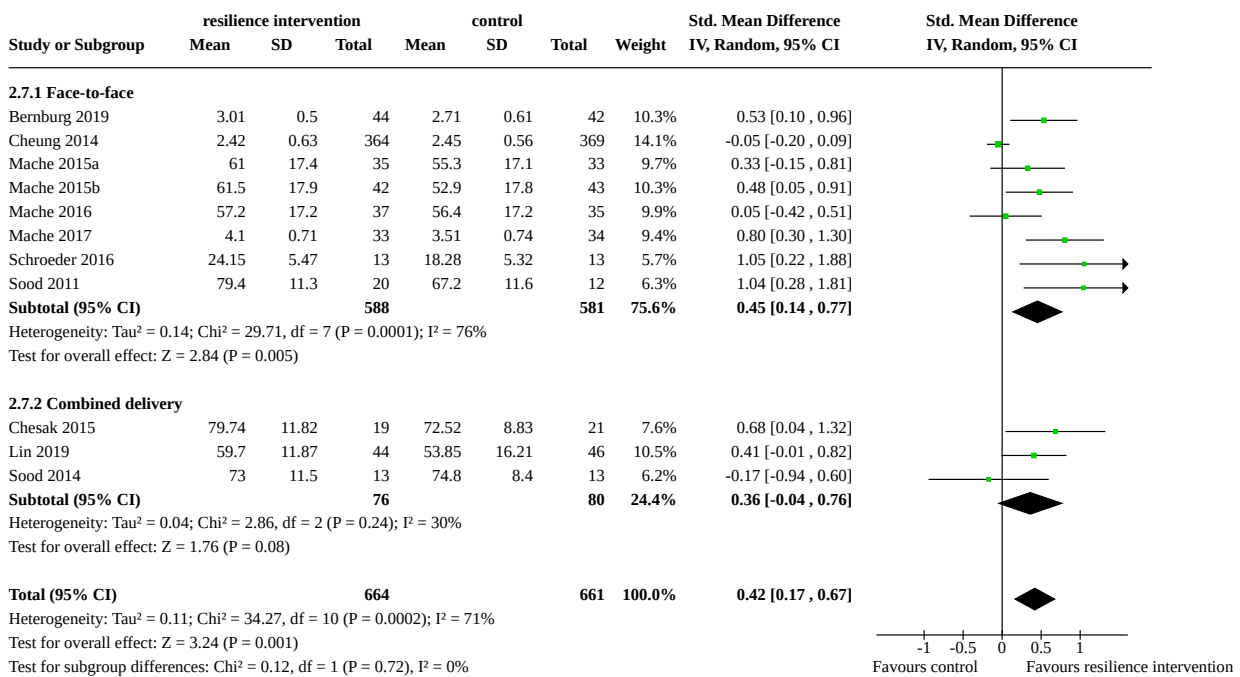 resilience intervention control Std. Mean Difference Std. Mean Difference
Study or Subgroup Mean SD Total Mean SD Total Weight IV, Random, 95% CI IV, Random, 95% CI
2.7.1 Face-to-face
Bernburg 2019 3.01 0.5 44 2.71 0.61 42 10.3% 0.53 [0.10 , 0.96]
Cheung 2014 2.42 0.63 364 2.45 0.56 369 14.1% -0.05 [-0.20 , 0.09]
Mache 2015a 61 17.4 35 55.3 17.1 33 9.7% 0.33 [-0.15 , 0.81]
Mache 2015b 61.5 17.9 42 52.9 17.8 43 10.3% 0.48 [0.05 , 0.91]
Mache 2016 57.2 17.2 37 56.4 17.2 35 9.9% 0.05 [-0.42 , 0.51]
Mache 2017 4.1 0.71 33 3.51 0.74 34 9.4% 0.80 [0.30 , 1.30]
Schroeder 2016 24.15 5.47 13 18.28 5.32 13 5.7% 1.05 [0.22 , 1.88]
Sood 2011 79.4 11.3 20 67.2 11.6 12 6.3% 1.04 [0.28 , 1.81]
Subtotal (95% CI) 588 581 75.6% 0.45 [0.14 , 0.77]
Heterogeneity: Tau² = 0.14; Chi² = 29.71, df = 7 (P = 0.0001); I² = 76%
Test for overall effect: Z = 2.84 (P = 0.005)
2.7.2 Combined delivery
Chesak 2015 79.74 11.82 19 72.52 8.83 21 7.6% 0.68 [0.04 , 1.32]
Lin 2019 59.7 11.87 44 53.85 16.21 46 10.5% 0.41 [-0.01 , 0.82]
Sood 2014 73 11.5 13 74.8 8.4 13 6.2% -0.17 [-0.94 , 0.60]
Subtotal (95% CI) 76 80 24.4% 0.36 [-0.04 , 0.76]
Heterogeneity: Tau² = 0.04; Chi² = 2.86, df = 2 (P = 0.24); I² = 30%
Test for overall effect: Z = 1.76 (P = 0.08)
Total (95% CI) 664 661 100.0% 0.42 [0.17 , 0.67]
Heterogeneity: Tau² = 0.11; Chi² = 34.27, df = 10 (P = 0.0002); I² = 71%
Test for overall effect: Z = 3.24 (P = 0.001)
Test for subgroup differences: Chi² = 0.12, df = 1 (P = 0.72), I² = 0%
-1 -0.5 0 0.5 1
Favours control Favours resilience intervention